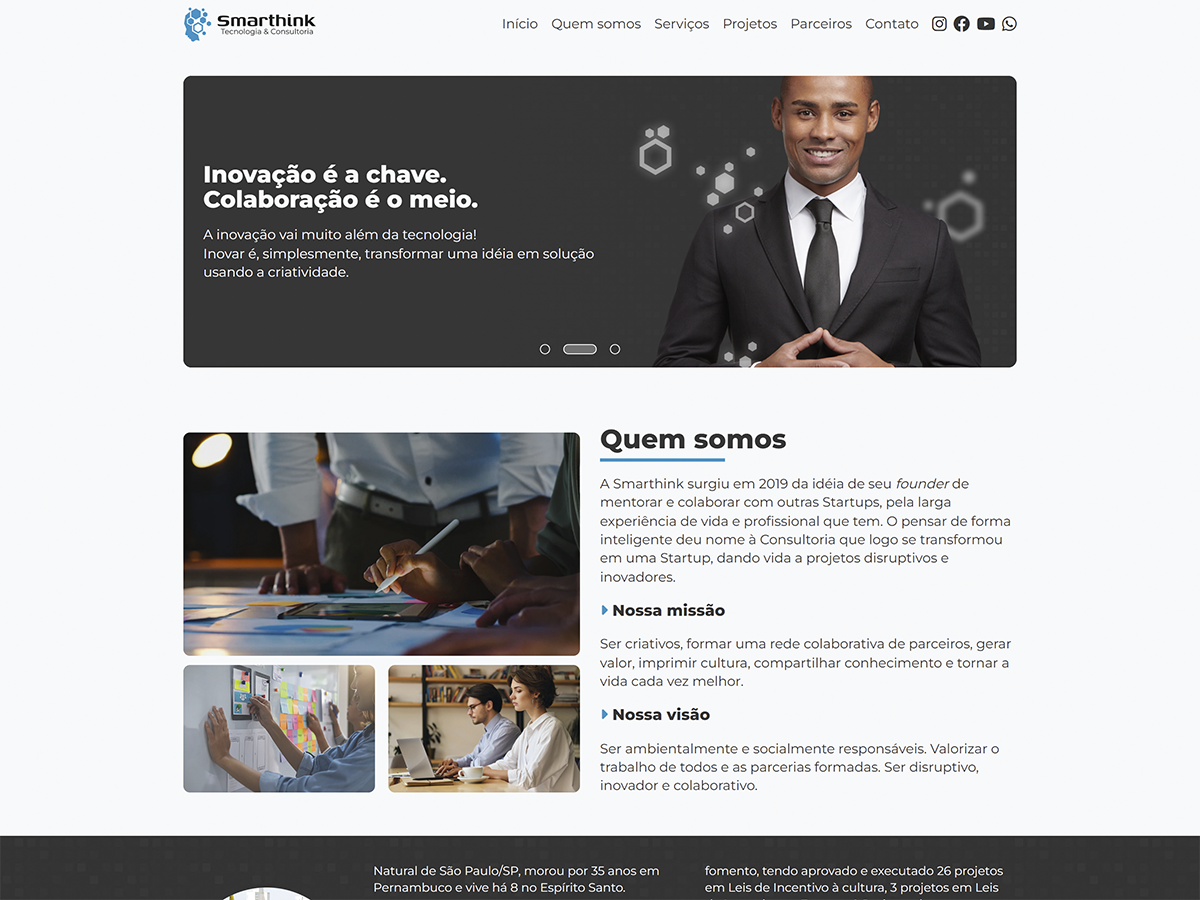 Smarthink
Tecnologia & Consultoria
Início Quem somos Serviços Projetos Parceiros Contato
Inovação é a chave.
Colaboração é o meio.
A inovação vai muito além da tecnologia!
Inovar é, simplesmente, transformar uma idéia em solução
usando a criatividade.
Quem somos
A Smarthink surgiu em 2019 da idéia de seu founder de
mentorar e colaborar com outras Startups, pela larga
experiência de vida e profissional que tem. O pensar de forma
inteligente deu nome à Consultoria que logo se transformou
em uma Startup, dando vida a projetos disruptivos e
inovadores.
Nossa missão
Ser criativos, formar uma rede colaborativa de parceiros, gerar
valor, imprimir cultura, compartilhar conhecimento e tornar a
vida cada vez melhor.
Nossa visão
Ser ambientalmente e socialmente responsáveis. Valorizar o
trabalho de todos e as parcerias formadas. Ser disruptivo,
inovador e colaborativo.
Natural de São Paulo/SP, morou por 35 anos em
Pernambuco e vive há 8 no Espírito Santo.
fomento, tendo aprovado e executado 26 projetos
em Leis de Incentivo à cultura, 3 projetos em Leis